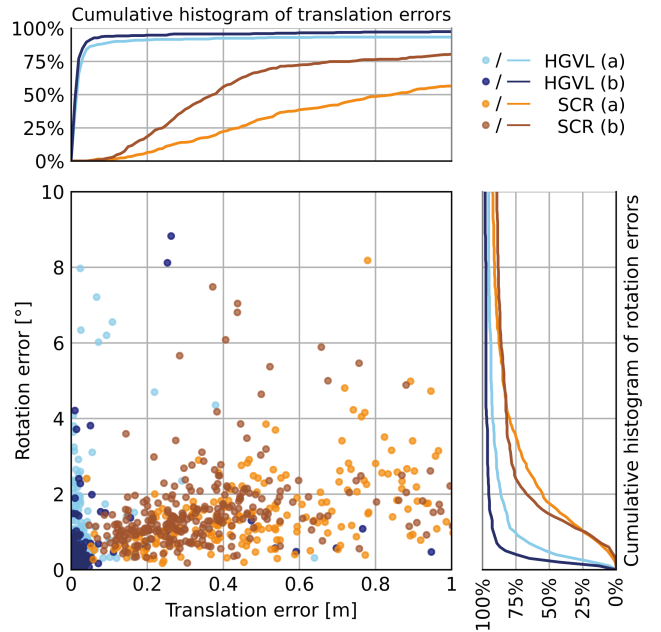 Cumulative histogram of translation errors
100%
75%
50%
25%
0%
/ HGVL (a)
/ HGVL (b)
/ SCR (a)
/ SCR (b)
10
8
6
4
2
0
Rotation error [°]
0 0.2 0.4 0.6 0.8 1
Translation error [m]
100% 75% 50% 25% 0%
Cumulative histogram of rotation errors